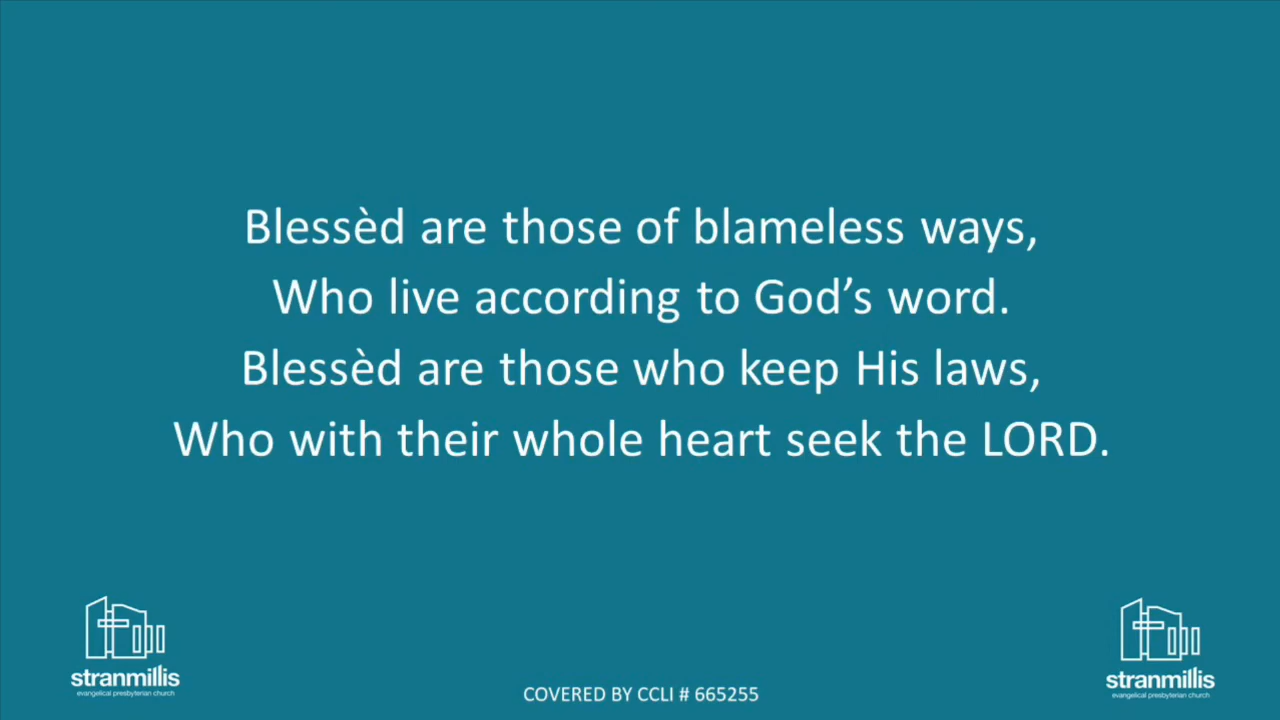 Blessèd are those of blameless ways,
Who live according to God’s word.
Blessèd are those who keep His laws,
Who with their whole heart seek the LORD.
stranmillis
evangelical presbyterian church
COVERED BY CCLI # 665255
stranmillis
evangelical presbyterian church